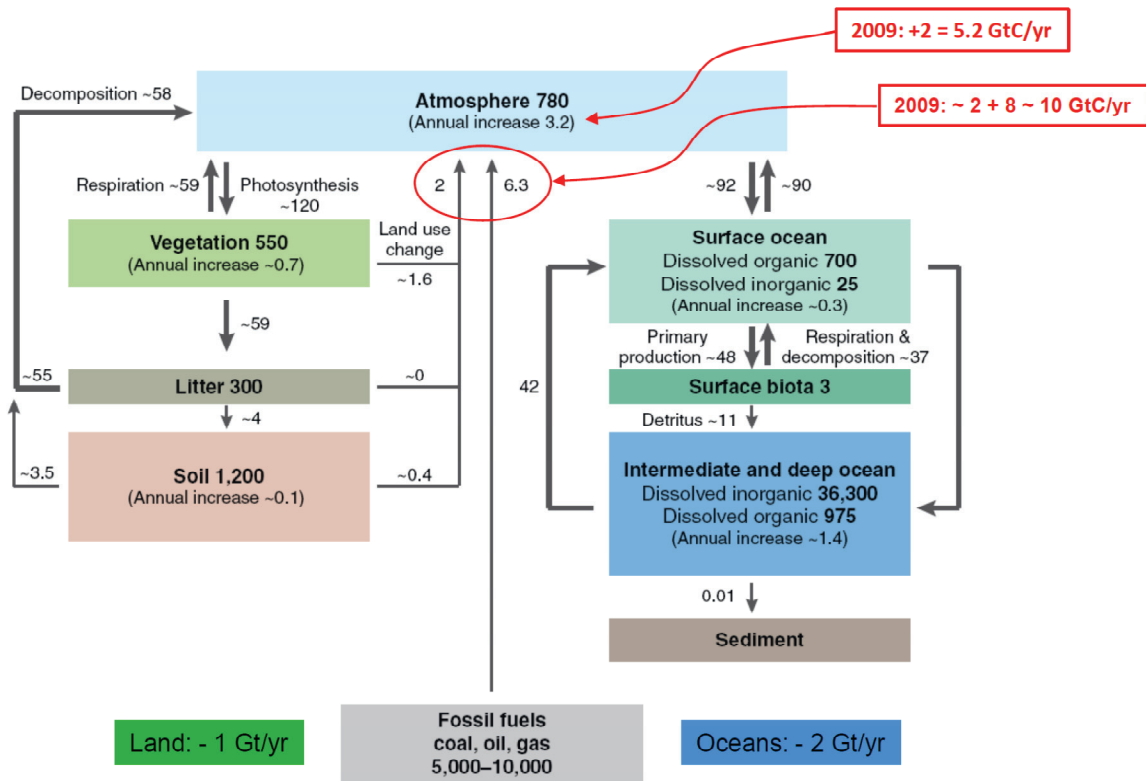 2009: +2 = 5.2 GtC/yr
2009: ~ 2 + 8 ~ 10 GtC/yr
Decomposition ~58
Atmosphere 780
(Annual increase 3.2)
Respiration ~59
Photosynthesis
~120
2
6.3
~92
~90
Vegetation 550
(Annual increase ~0.7)
Land use
change
~1.6
Surface ocean
Dissolved organic 700
Dissolved inorganic 25
(Annual increase ~0.3)
~59
Primary
production ~48
Respiration &
decomposition ~37
~55
Litter 300
~0
42
Surface biota 3
~4
Detritus ~11
~3.5
Soil 1,200
(Annual increase ~0.1)
~0.4
Intermediate and deep ocean
Dissolved inorganic 36,300
Dissolved organic 975
(Annual increase ~1.4)
0.01
Sediment
Land: - 1 Gt/yr
Fossil fuels
coal, oil, gas
5,000–10,000
Oceans: - 2 Gt/yr